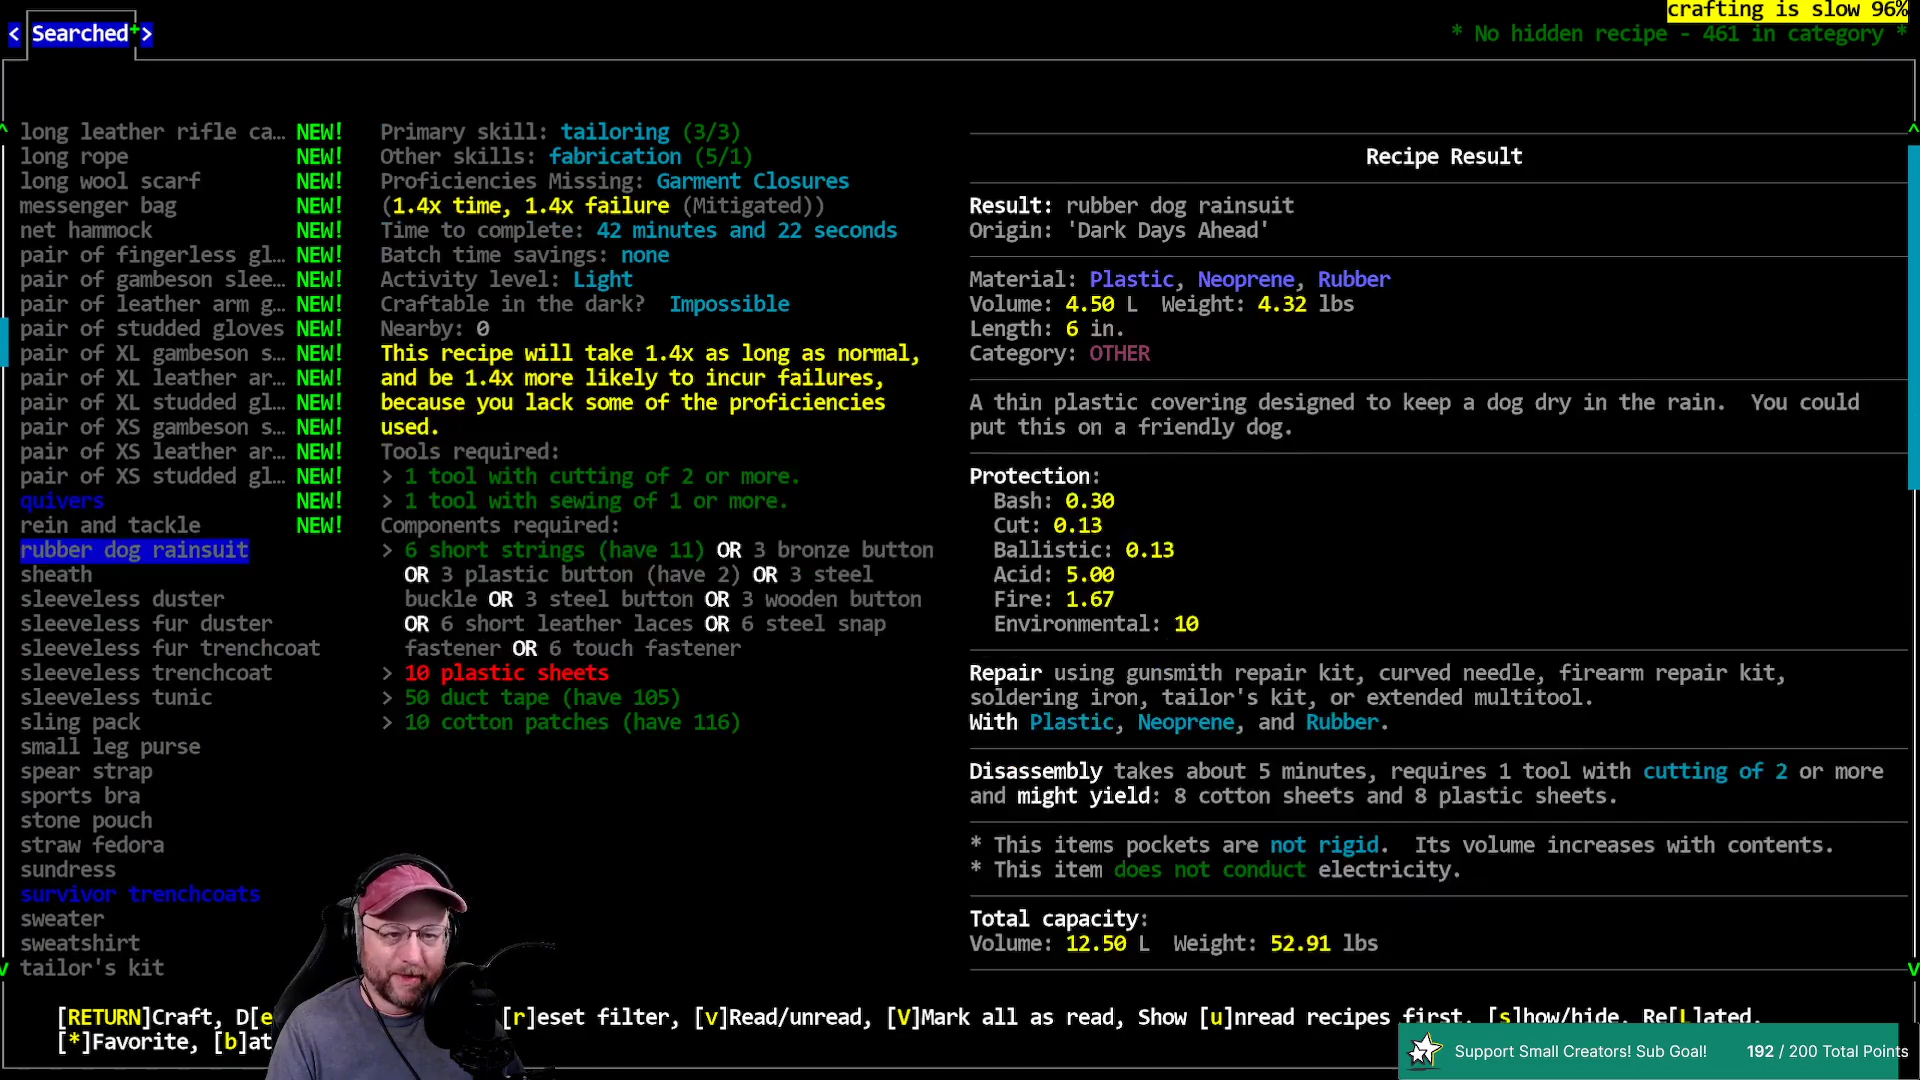 crafting is slow 96%
< Searched+>
* No hidden recipe - 461 in category *
long leather rifle ca… NEW!
long rope NEW!
long wool scarf NEW!
messenger bag NEW!
net hammock NEW!
pair of fingerless gl… NEW!
pair of gambeson slee… NEW!
pair of leather arm g… NEW!
pair of studded gloves NEW!
pair of XL gambeson s… NEW!
pair of XL leather ar… NEW!
pair of XL studded gl… NEW!
pair of XS gambeson s… NEW!
pair of XS leather ar… NEW!
pair of XS studded gl… NEW!
quivers NEW!
rein and tackle NEW!
rubber dog rainsuit
sheath
sleeveless duster
sleeveless fur duster
sleeveless fur trenchcoat
sleeveless trenchcoat
sleeveless tunic
sling pack
small leg purse
spear strap
sports bra
stone pouch
straw fedora
sundress
survivor trenchcoats
sweater
sweatshirt
tailor's kit
Primary skill: tailoring (3/3)
Other skills: fabrication (5/1)
Proficiencies Missing: Garment Closures
(1.4x time, 1.4x failure (Mitigated))
Time to complete: 42 minutes and 22 seconds
Batch time savings: none
Activity level: Light
Craftable in the dark? Impossible
Nearby: 0
This recipe will take 1.4x as long as normal,
and be 1.4x more likely to incur failures,
because you lack some of the proficiencies
used.
Tools required:
> 1 tool with cutting of 2 or more.
> 1 tool with sewing of 1 or more.
Components required:
> 6 short strings (have 11) OR 3 bronze button
OR 3 plastic button (have 2) OR 3 steel
buckle OR 3 steel button OR 3 wooden button
OR 6 short leather laces OR 6 steel snap
fastener OR 6 touch fastener
> 10 plastic sheets
> 50 duct tape (have 105)
> 10 cotton patches (have 116)
Recipe Result
Result: rubber dog rainsuit
Origin: 'Dark Days Ahead'
Material: Plastic, Neoprene, Rubber
Volume: 4.50 L Weight: 4.32 lbs
Length: 6 in.
Category: OTHER
A thin plastic covering designed to keep a dog dry in the rain. You could
put this on a friendly dog.
Protection:
Bash: 0.30
Cut: 0.13
Ballistic: 0.13
Acid: 5.00
Fire: 1.67
Environmental: 10
Repair using gunsmith repair kit, curved needle, firearm repair kit,
soldering iron, tailor's kit, or extended multitool.
With Plastic, Neoprene, and Rubber.
Disassembly takes about 5 minutes, requires 1 tool with cutting of 2 or more
and might yield: 8 cotton sheets and 8 plastic sheets.
* This items pockets are not rigid. Its volume increases with contents.
* This item does not conduct electricity.
Total capacity:
Volume: 12.50 L Weight: 52.91 lbs
[RETURN]Craft, D[e [r]eset filter, [v]Read/unread, [V]Mark all as read, Show [u]nread recipes first, [s]how/hide, Re[L]ated,
[*]Favorite, [b]at
Support Small Creators! Sub Goal! 192 / 200 Total Points